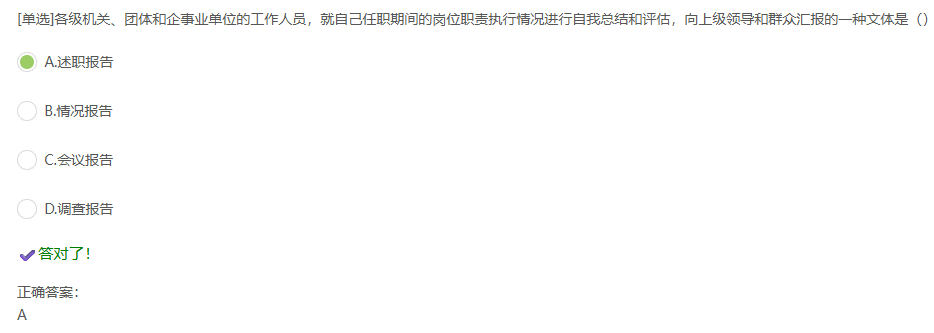 [单选]各级机关、团体和企事业单位的工作人员，就自己任职期间的岗位职责执行情况进行自我总结和评估，向上级领导和群众汇报的一种文体是（）
A.述职报告
B.情况报告
C.会议报告
D.调查报告
答对了！
正确答案：
A